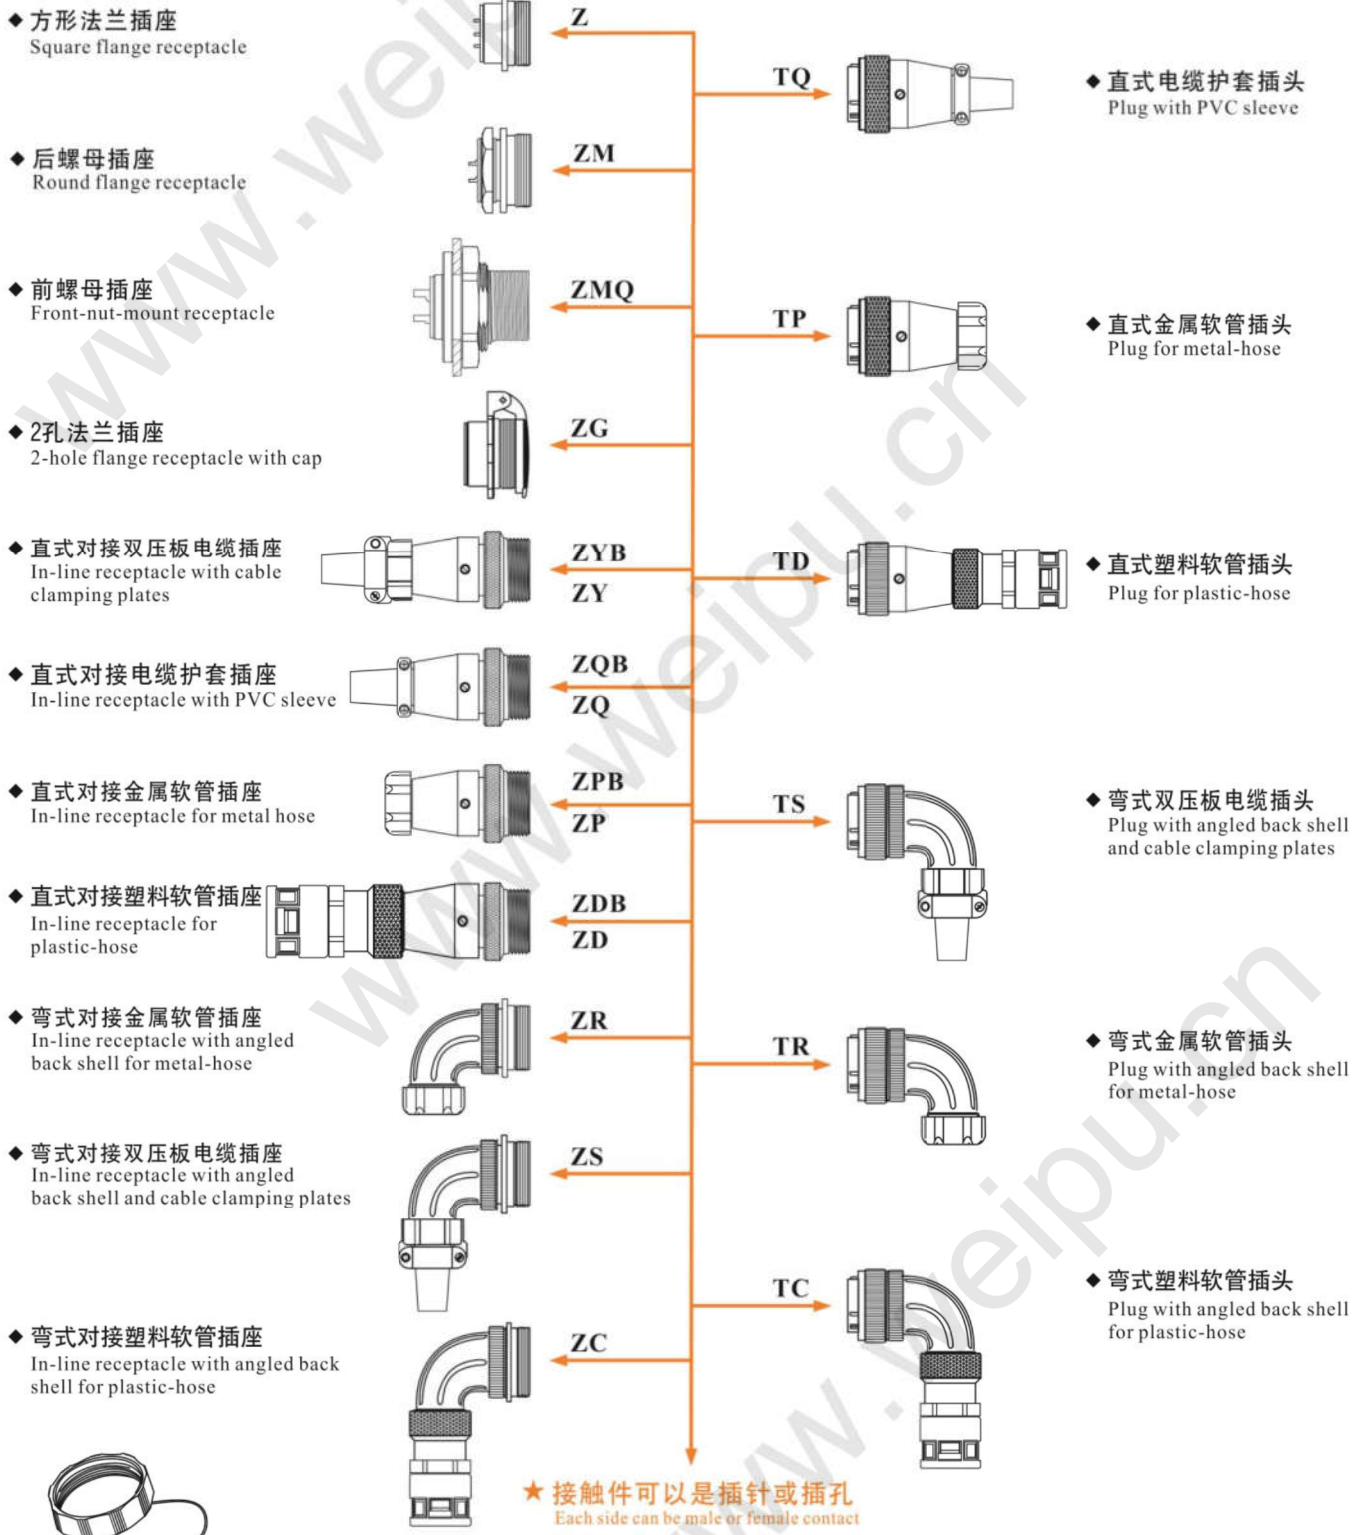 ◆ 方形法兰插座
Square flange receptacle
Z
◆ 后螺母插座
Round flange receptacle
ZM
◆ 前螺母插座
Front-nut-mount receptacle
ZMQ
◆ 2孔法兰插座
2-hole flange receptacle with cap
ZG
◆ 直式对接双压板电缆插座
In-line receptacle with cable
clamping plates
ZYB
ZY
◆ 直式对接电缆护套插座
In-line receptacle with PVC sleeve
ZQB
ZQ
◆ 直式对接金属软管插座
In-line receptacle for metal hose
ZPB
ZP
◆ 直式对接塑料软管插座
In-line receptacle for
plastic-hose
ZDB
ZD
◆ 弯式对接金属软管插座
In-line receptacle with angled
back shell for metal-hose
ZR
◆ 弯式对接双压板电缆插座
In-line receptacle with angled
back shell and cable clamping plates
ZS
◆ 弯式对接塑料软管插座
In-line receptacle with angled back
shell for plastic-hose
ZC
TQ
◆ 直式电缆护套插头
Plug with PVC sleeve
TP
◆ 直式金属软管插头
Plug for metal-hose
TD
◆ 直式塑料软管插头
Plug for plastic-hose
TS
◆ 弯式双压板电缆插头
Plug with angled back shell
and cable clamping plates
TR
◆ 弯式金属软管插头
Plug with angled back shell
for metal-hose
TC
◆ 弯式塑料软管插头
Plug with angled back shell
for plastic-hose
★ 接触件可以是插针或插孔
Each side can be male or female contact
www.weipu.cn
www.weipu.cn
www.weipu.cn